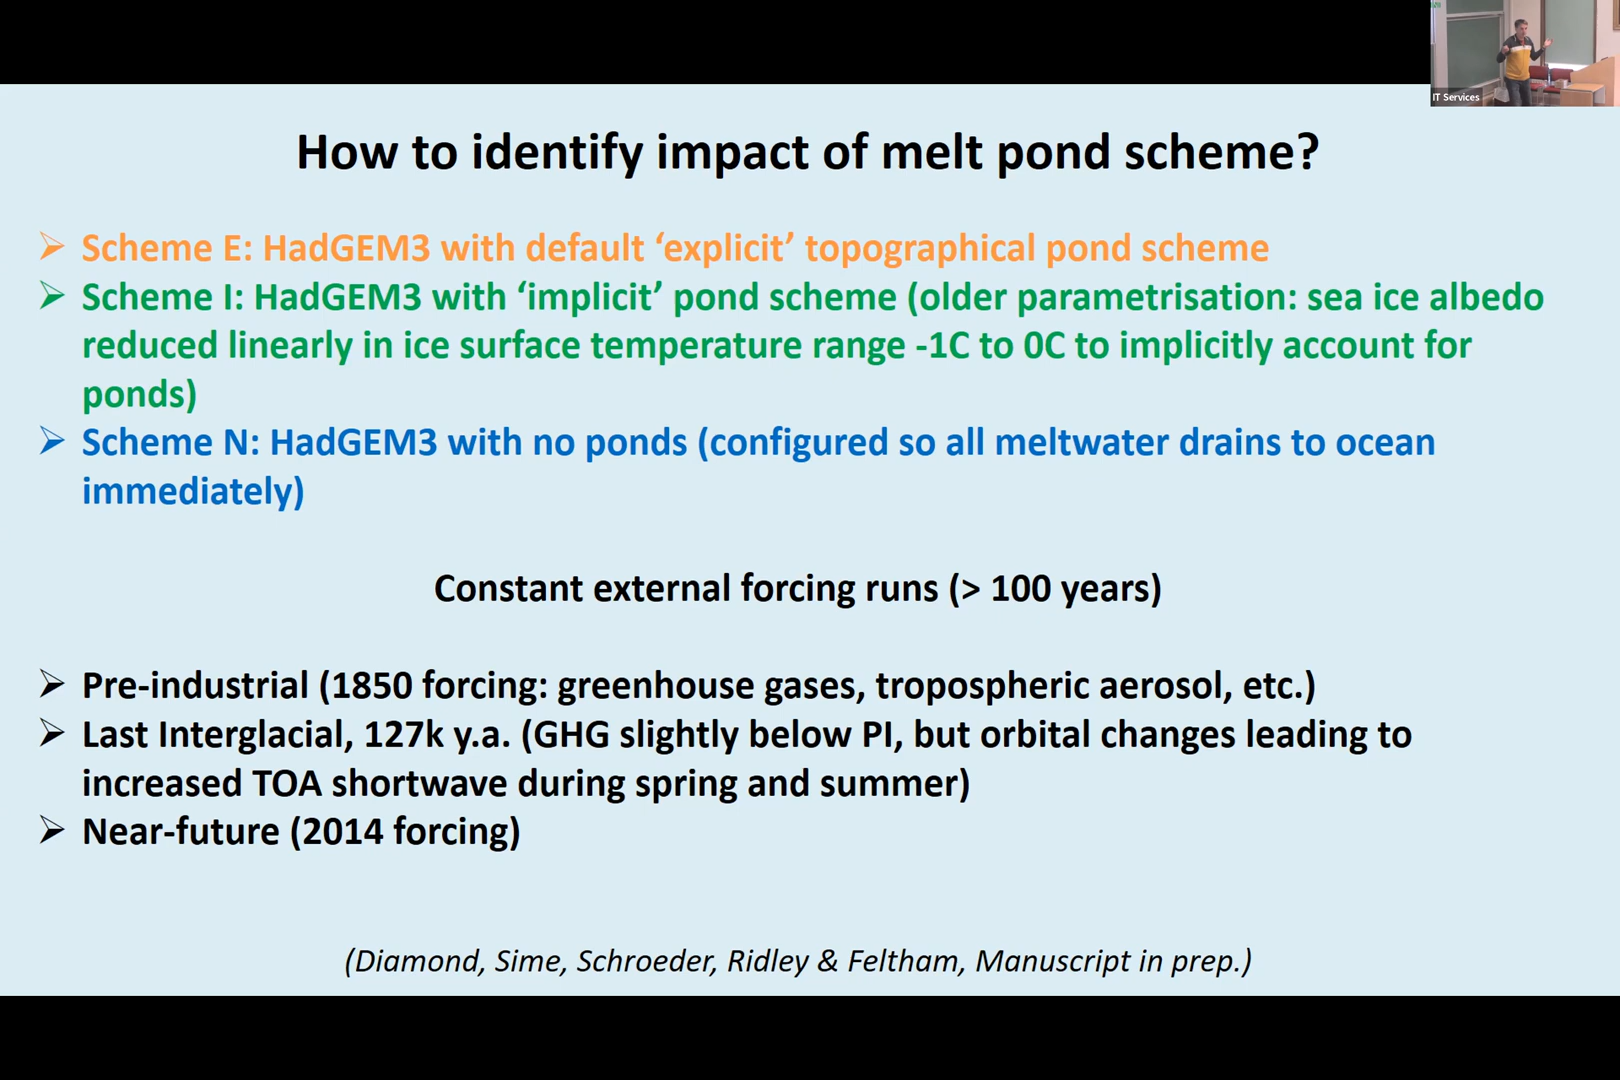 IT Services
How to identify impact of melt pond scheme?
➢ Scheme E: HadGEM3 with default ‘explicit’ topographical pond scheme
➢ Scheme I: HadGEM3 with ‘implicit’ pond scheme (older parametrisation: sea ice albedo
reduced linearly in ice surface temperature range -1C to 0C to implicitly account for
ponds)
➢ Scheme N: HadGEM3 with no ponds (configured so all meltwater drains to ocean
immediately)
Constant external forcing runs (> 100 years)
➢ Pre-industrial (1850 forcing: greenhouse gases, tropospheric aerosol, etc.)
➢ Last Interglacial, 127k y.a. (GHG slightly below PI, but orbital changes leading to
increased TOA shortwave during spring and summer)
➢ Near-future (2014 forcing)
(Diamond, Sime, Schroeder, Ridley & Feltham, Manuscript in prep.)